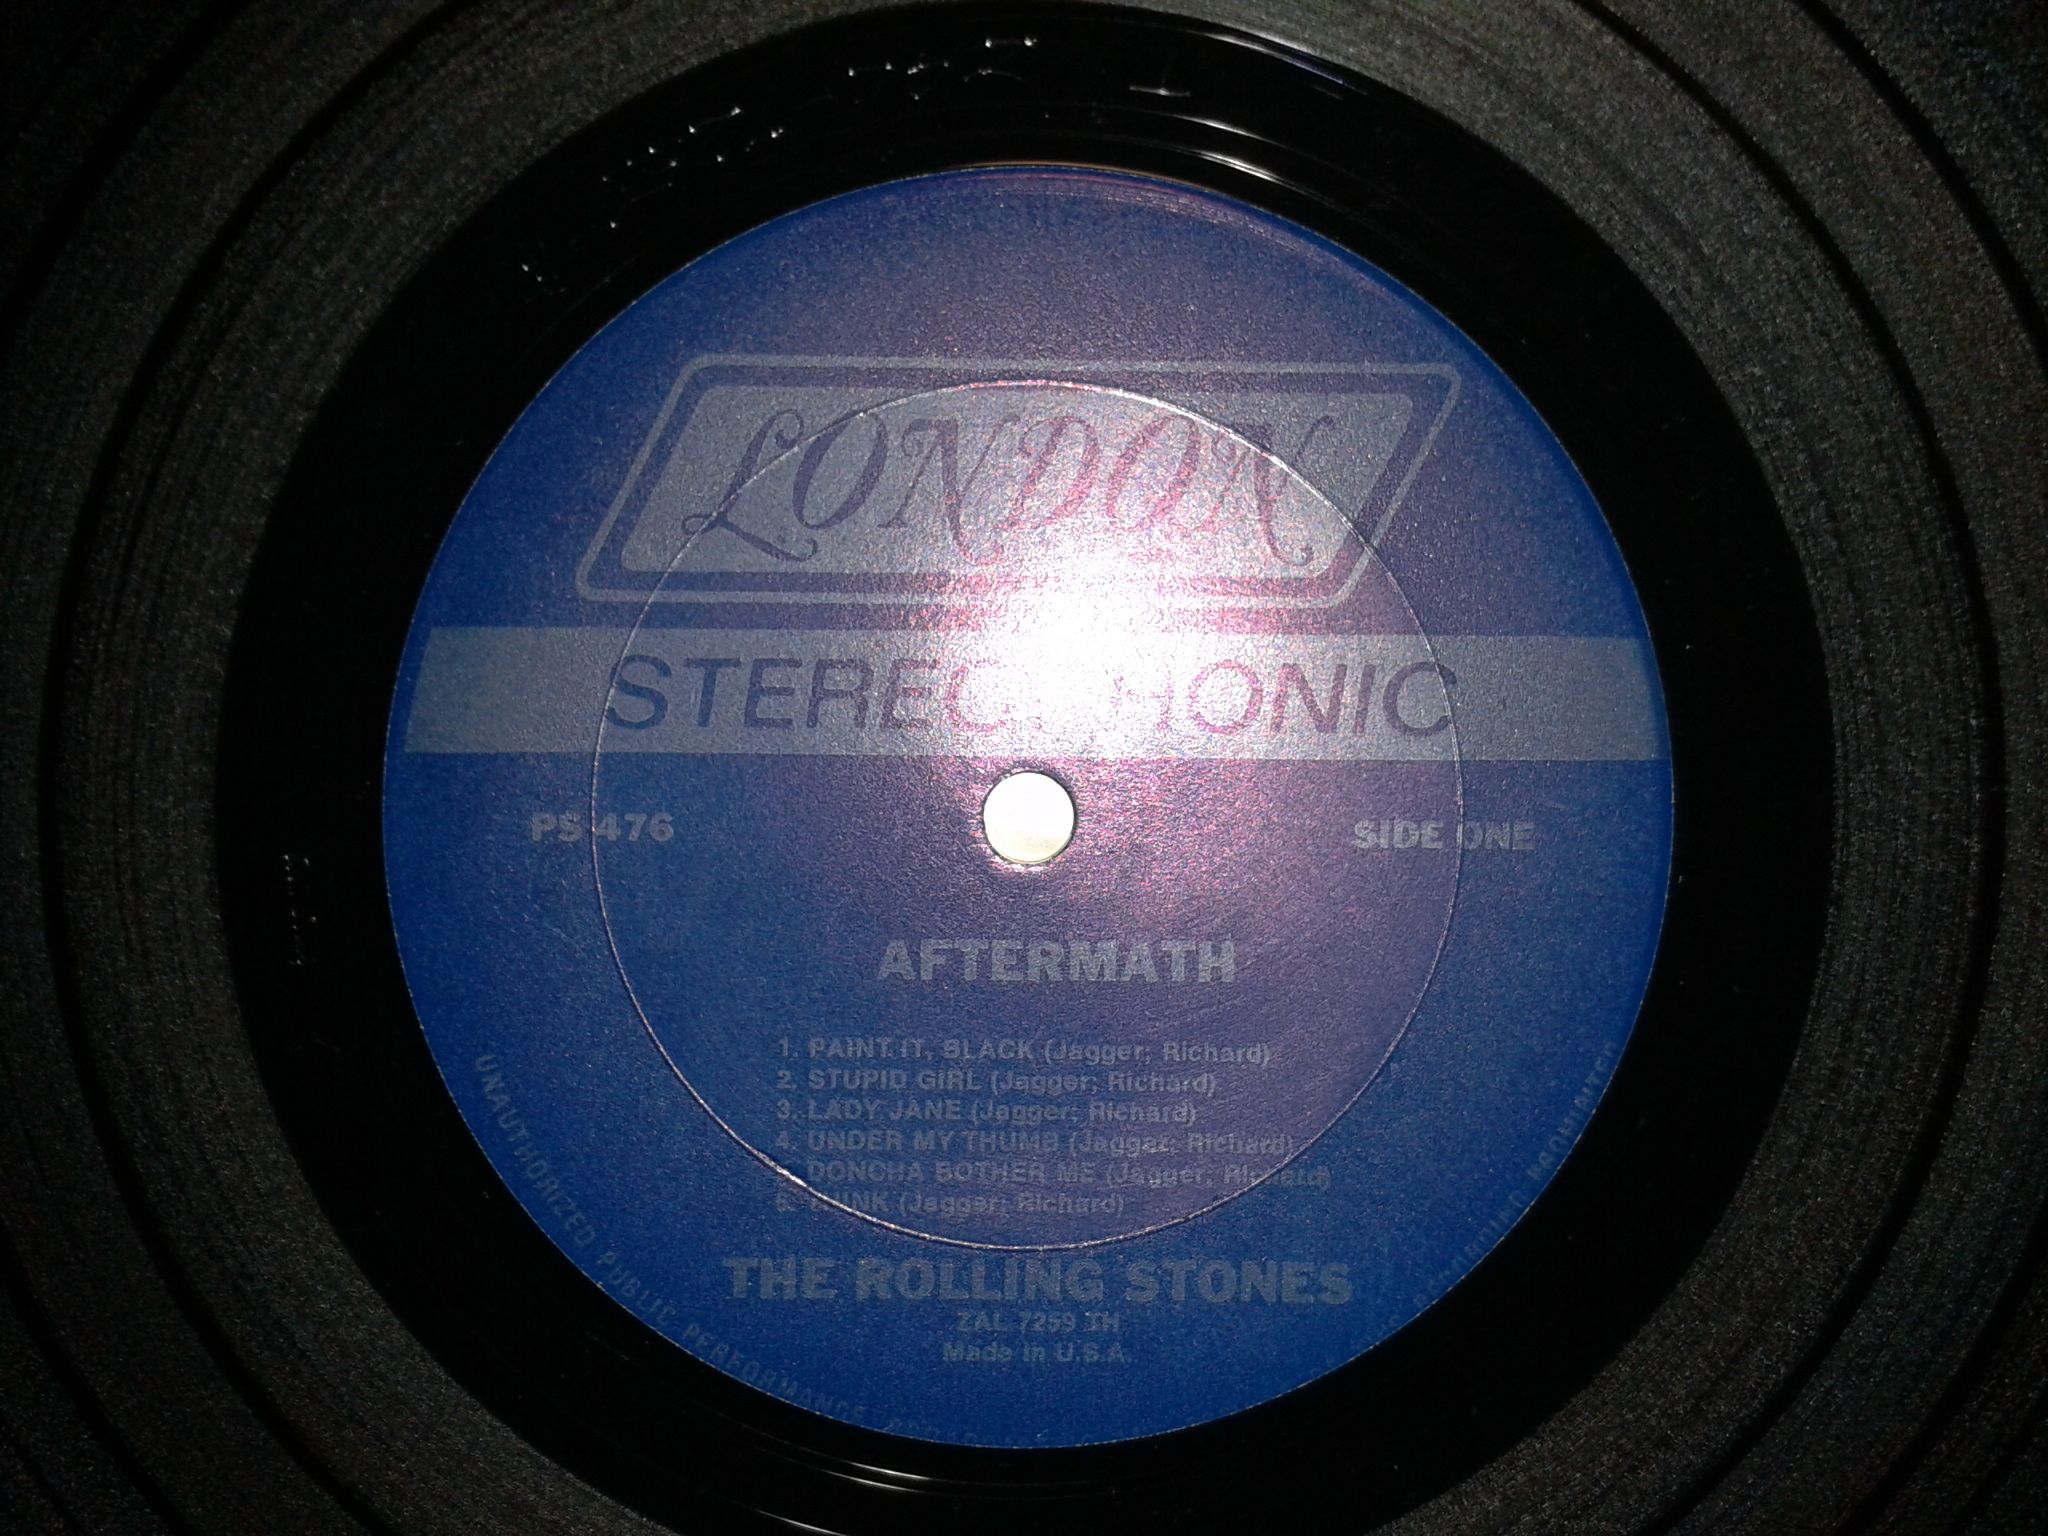 LONDON
STEREOPHONIC
PS 476
SIDE ONE
AFTERMATH
1. PAINT IT, BLACK (Jagger; Richard)
2. STUPID GIRL (Jagger; Richard)
3. LADY JANE (Jagger; Richard)
4. UNDER MY THUMB (Jagger; Richard)
DONCHA BOTHER ME (Jagger; Richard)
THINK (Jagger; Richard)
THE ROLLING STONES
ZAL 7259 TH
Made in U.S.A.
UNAUTHORIZED PUBLIC PERFORMANCE